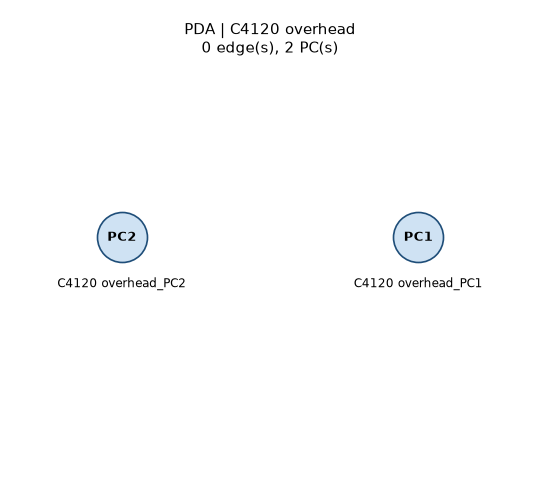 PDA | C4120 overhead
0 edge(s), 2 PC(s)
PC2
PC1
C4120 overhead_PC2
C4120 overhead_PC1